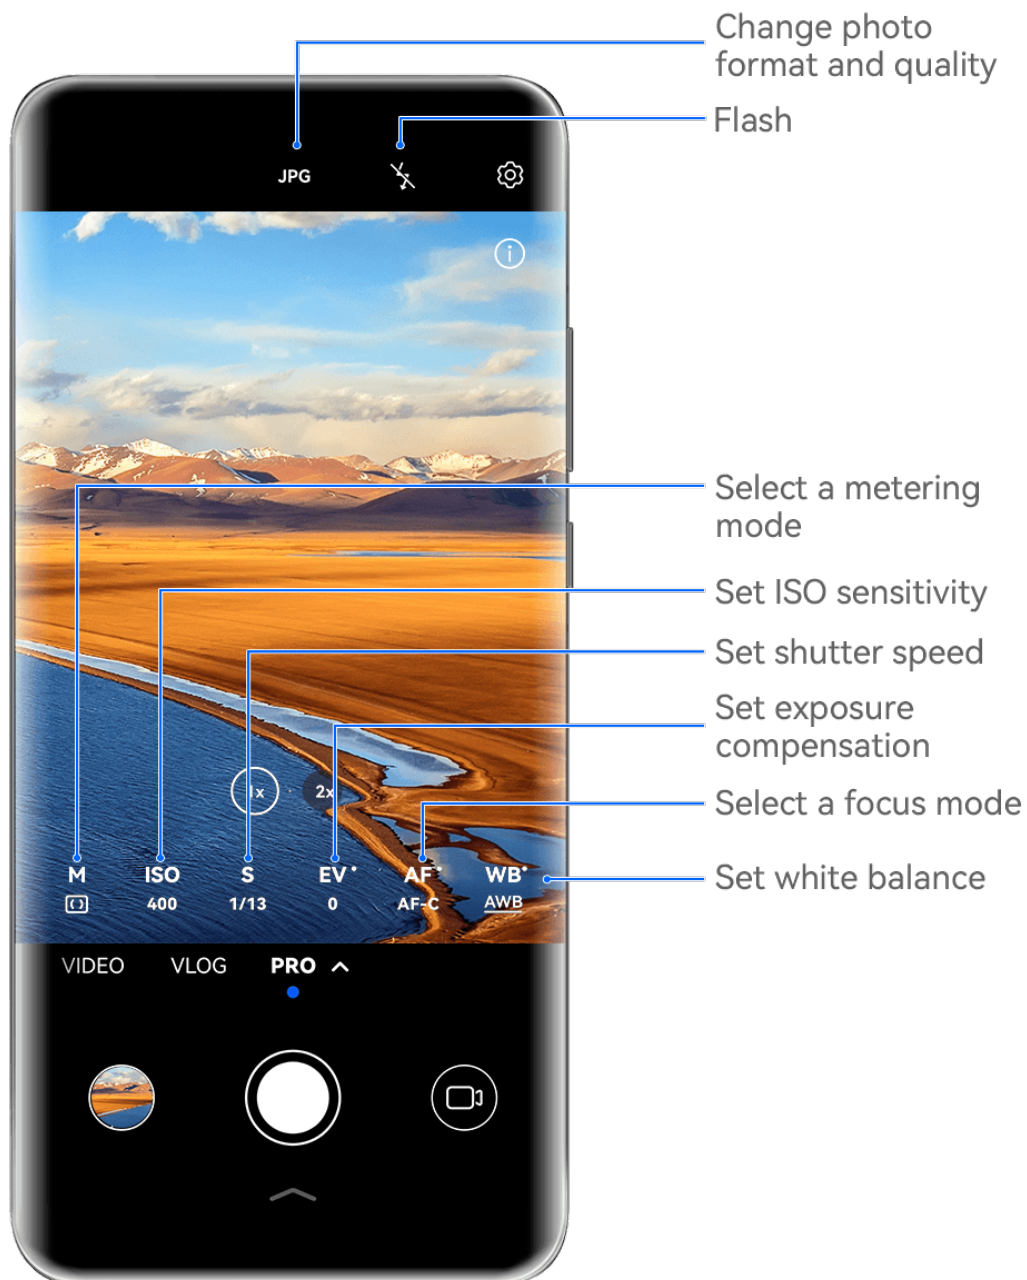 Change photo
format and quality
Flash
JPG
Select a metering
mode
Set ISO sensitivity
Set shutter speed
Set exposure
compensation
1x 2x
Select a focus mode
M ISO S EV AF WB
Set white balance
400 1/13 0 AF-C AWB
VIDEO VLOG PRO